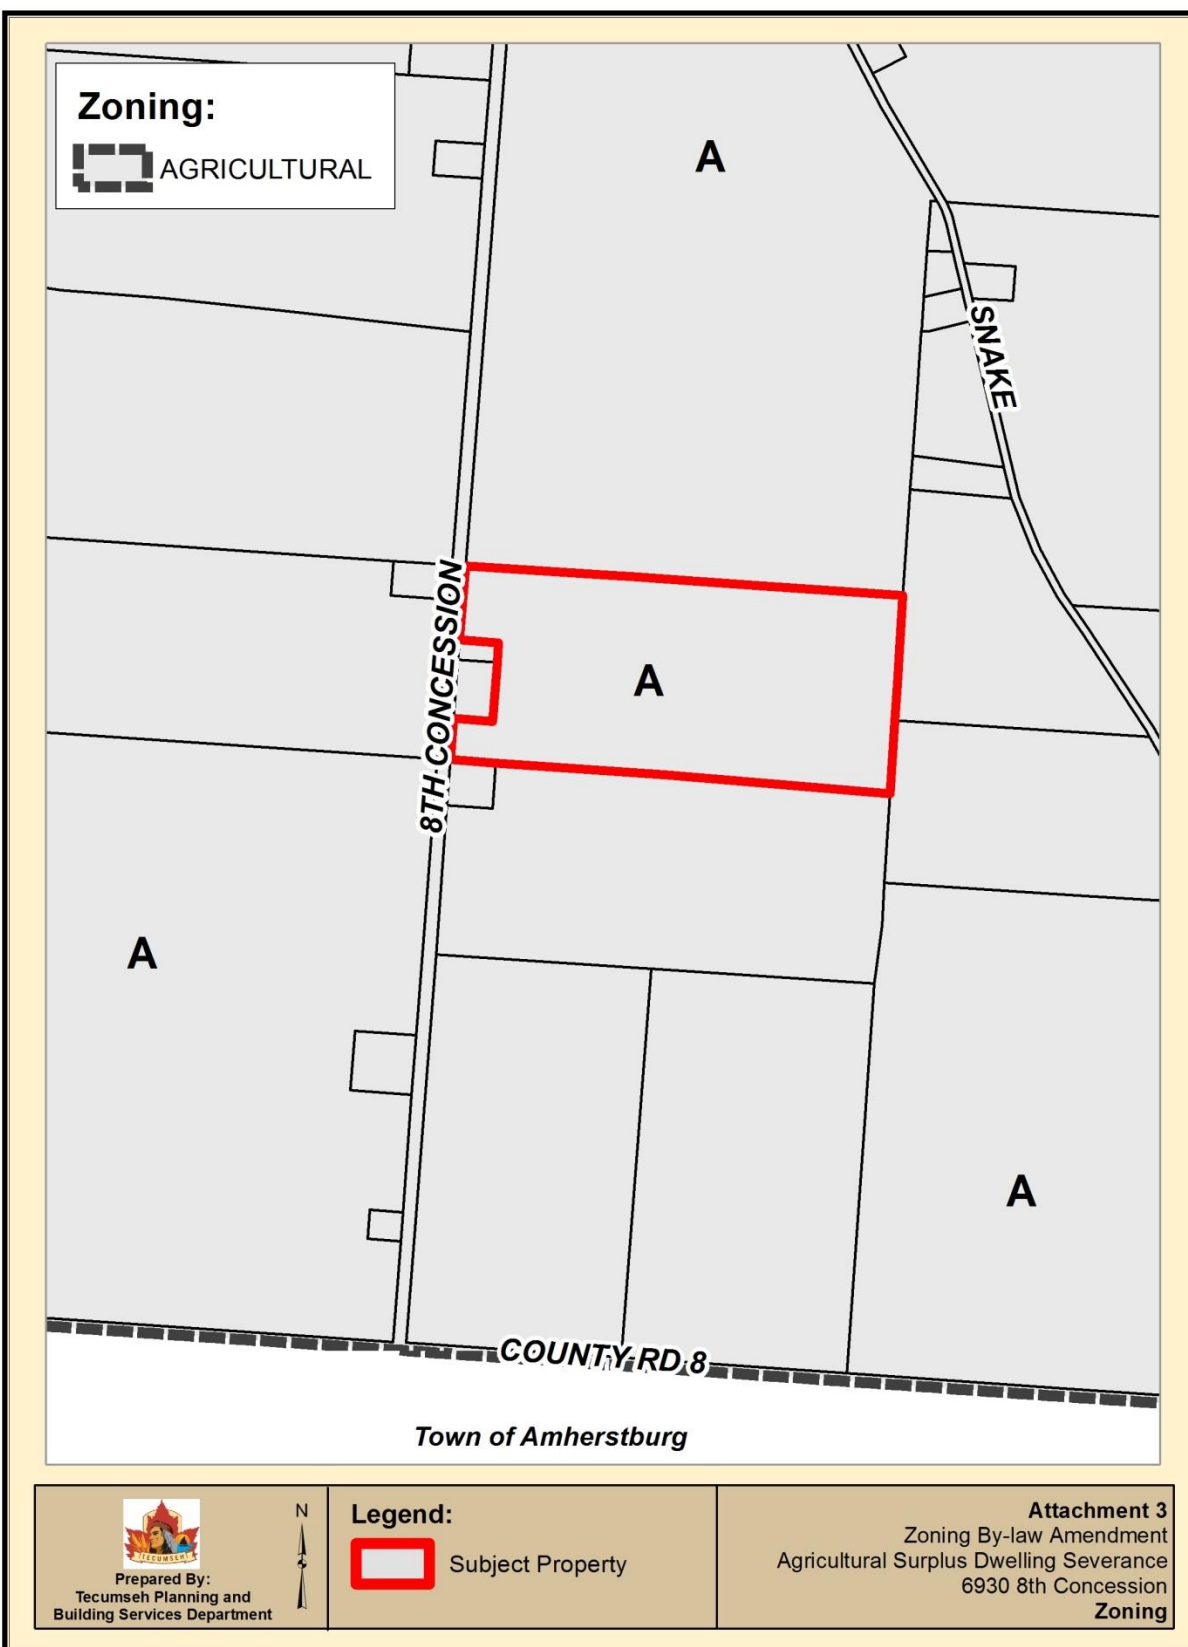 Zoning:
AGRICULTURAL
A
SNAKE
8TH CONCESSION
A
A
A
COUNTY RD 8
Town of Amherstburg
TECUMSEH
Prepared By:
Tecumseh Planning and
Building Services Department
N
Legend:
Subject Property
Attachment 3
Zoning By-law Amendment
Agricultural Surplus Dwelling Severance
6930 8th Concession
Zoning